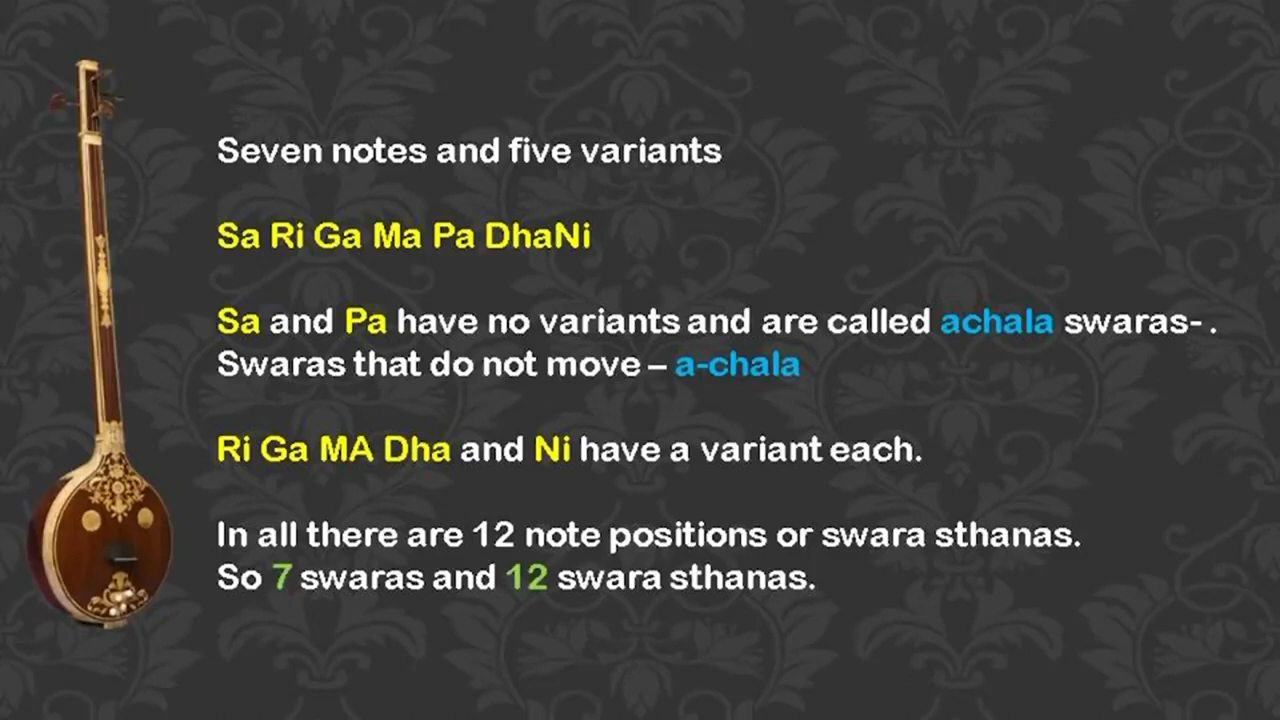 Seven notes and five variants
Sa Ri Ga Ma Pa DhaNi
Sa and Pa have no variants and are called achala swaras- .
Swaras that do not move – a-chala
Ri Ga MA Dha and Ni have a variant each.
In all there are 12 note positions or swara sthanas.
So 7 swaras and 12 swara sthanas.